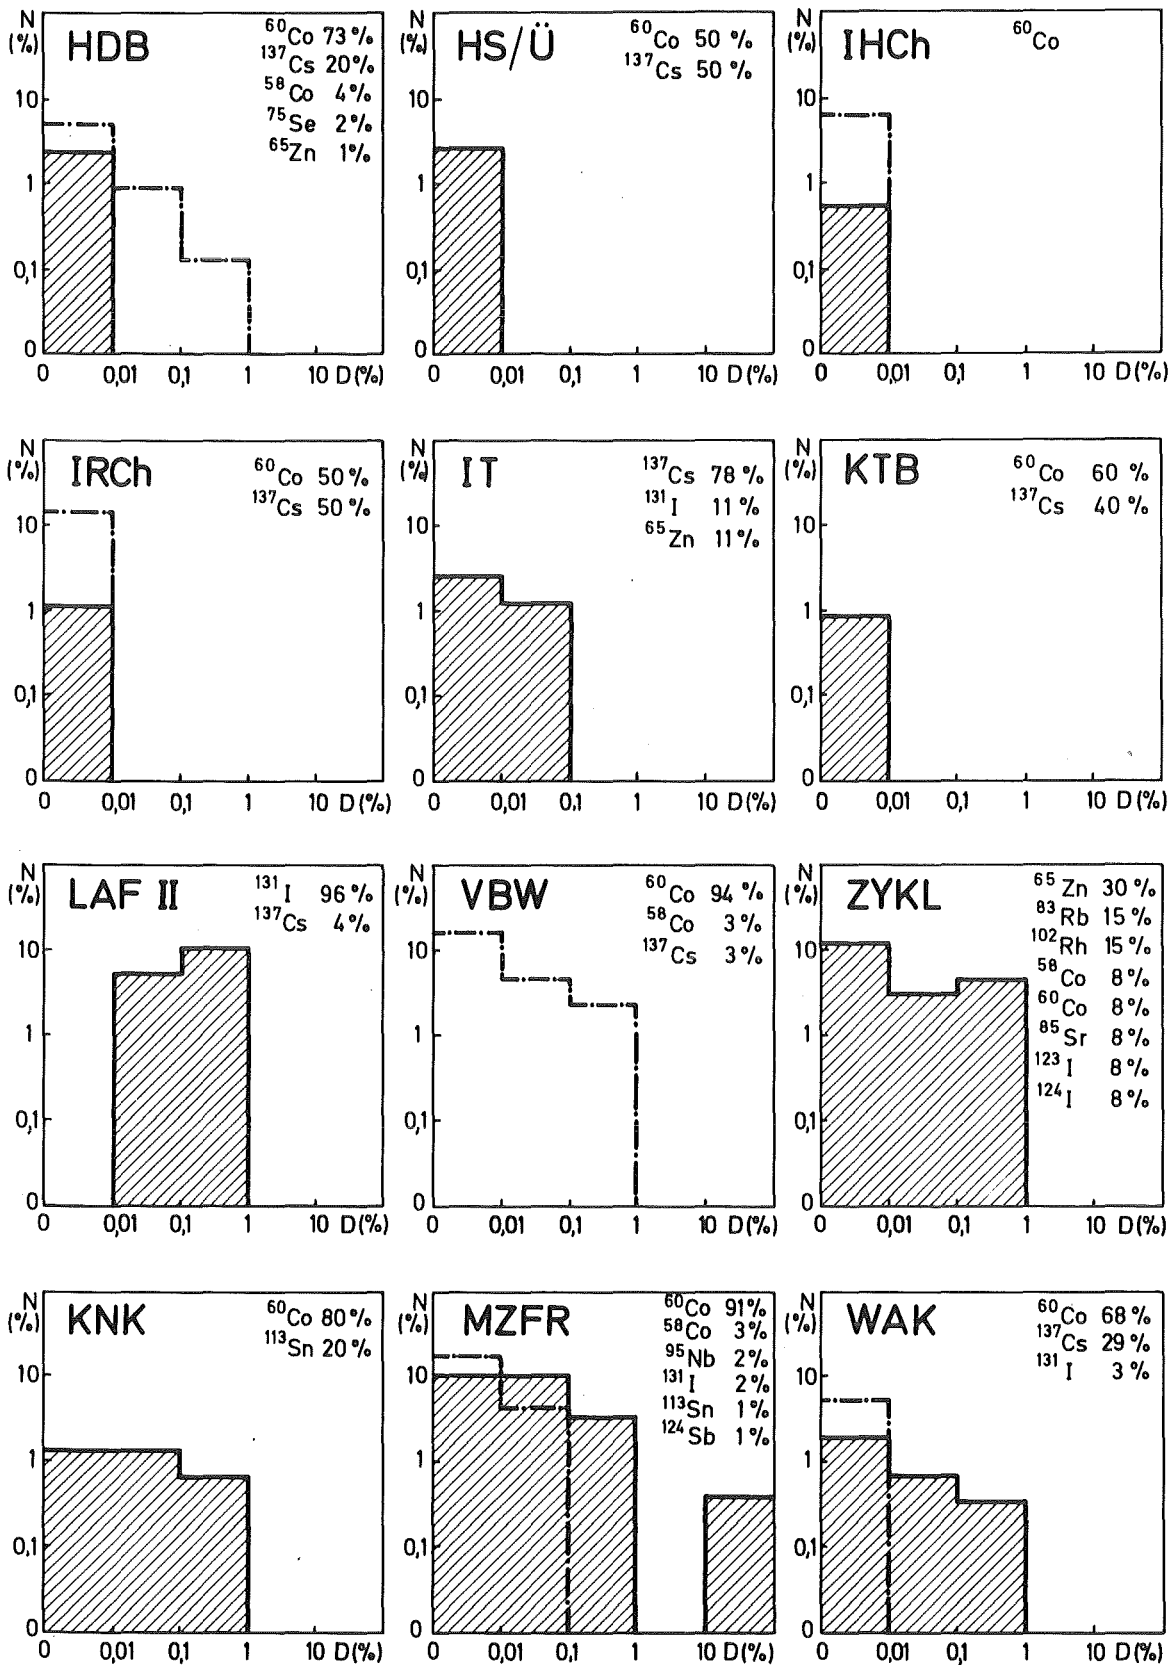 N
(%)
HDB
⁶⁰Co 73%
¹³⁷Cs 20%
⁵⁸Co 4%
⁷⁵Se 2%
⁶⁵Zn 1%
10
1
0,1
0
0 0,01 0,1 1 10 D(%)
N
(%)
HS/Ü
⁶⁰Co 50 %
¹³⁷Cs 50 %
10
1
0,1
0
0 0,01 0,1 1 10 D(%)
N
(%)
IHCh
⁶⁰Co
10
1
0,1
0
0 0,01 0,1 1 10 D(%)
N
(%)
IRCh
⁶⁰Co 50%
¹³⁷Cs 50%
10
1
0,1
0
0 0,01 0,1 1 10 D(%)
N
(%)
IT
¹³⁷Cs 78%
¹³¹I 11%
⁶⁵Zn 11%
10
1
0,1
0
0 0,01 0,1 1 10 D(%)
N
(%)
KTB
⁶⁰Co 60 %
¹³⁷Cs 40%
10
1
0,1
0
0 0,01 0,1 1 10 D(%)
N
(%)
LAF II
¹³¹I 96%
¹³⁷Cs 4%
10
1
0,1
0
0 0,01 0,1 1 10 D(%)
N
(%)
VBW
⁶⁰Co 94%
⁵⁸Co 3%
¹³⁷Cs 3%
10
1
0,1
0
0 0,01 0,1 1 10 D(%)
N
(%)
ZYKL
⁶⁵Zn 30%
⁸³Rb 15%
¹⁰²Rh 15%
⁵⁸Co 8%
⁶⁰Co 8%
⁸⁵Sr 8%
¹²³I 8%
¹²⁴I 8%
10
1
0,1
0
0 0,01 0,1 1 10 D(%)
N
(%)
KNK
⁶⁰Co 80%
¹¹³Sn 20%
10
1
0,1
0
0 0,01 0,1 1 10 D(%)
N
(%)
MZFR
⁶⁰Co 91%
⁵⁸Co 3%
⁹⁵Nb 2%
¹³¹I 2%
¹¹³Sn 1%
¹²⁴Sb 1%
10
1
0,1
0
0 0,01 0,1 1 10 D(%)
N
(%)
WAK
⁶⁰Co 68%
¹³⁷Cs 29%
¹³¹I 3%
10
1
0,1
0
0 0,01 0,1 1 10 D(%)